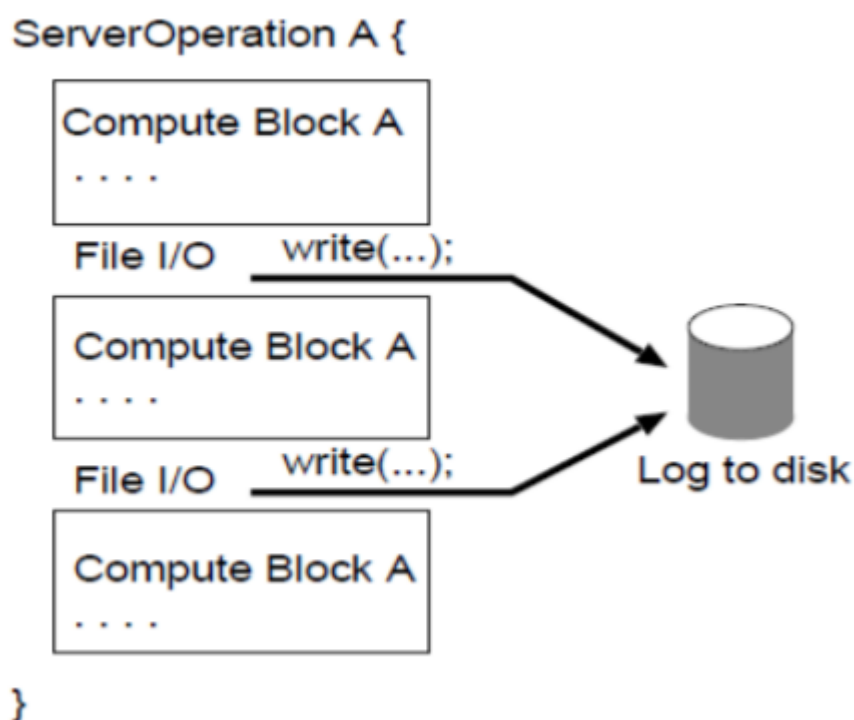 ServerOperation A {
Compute Block A
. . . .
File I/O write(...);
Compute Block A
. . . .
File I/O write(...);
Log to disk
Compute Block A
. . . .
}